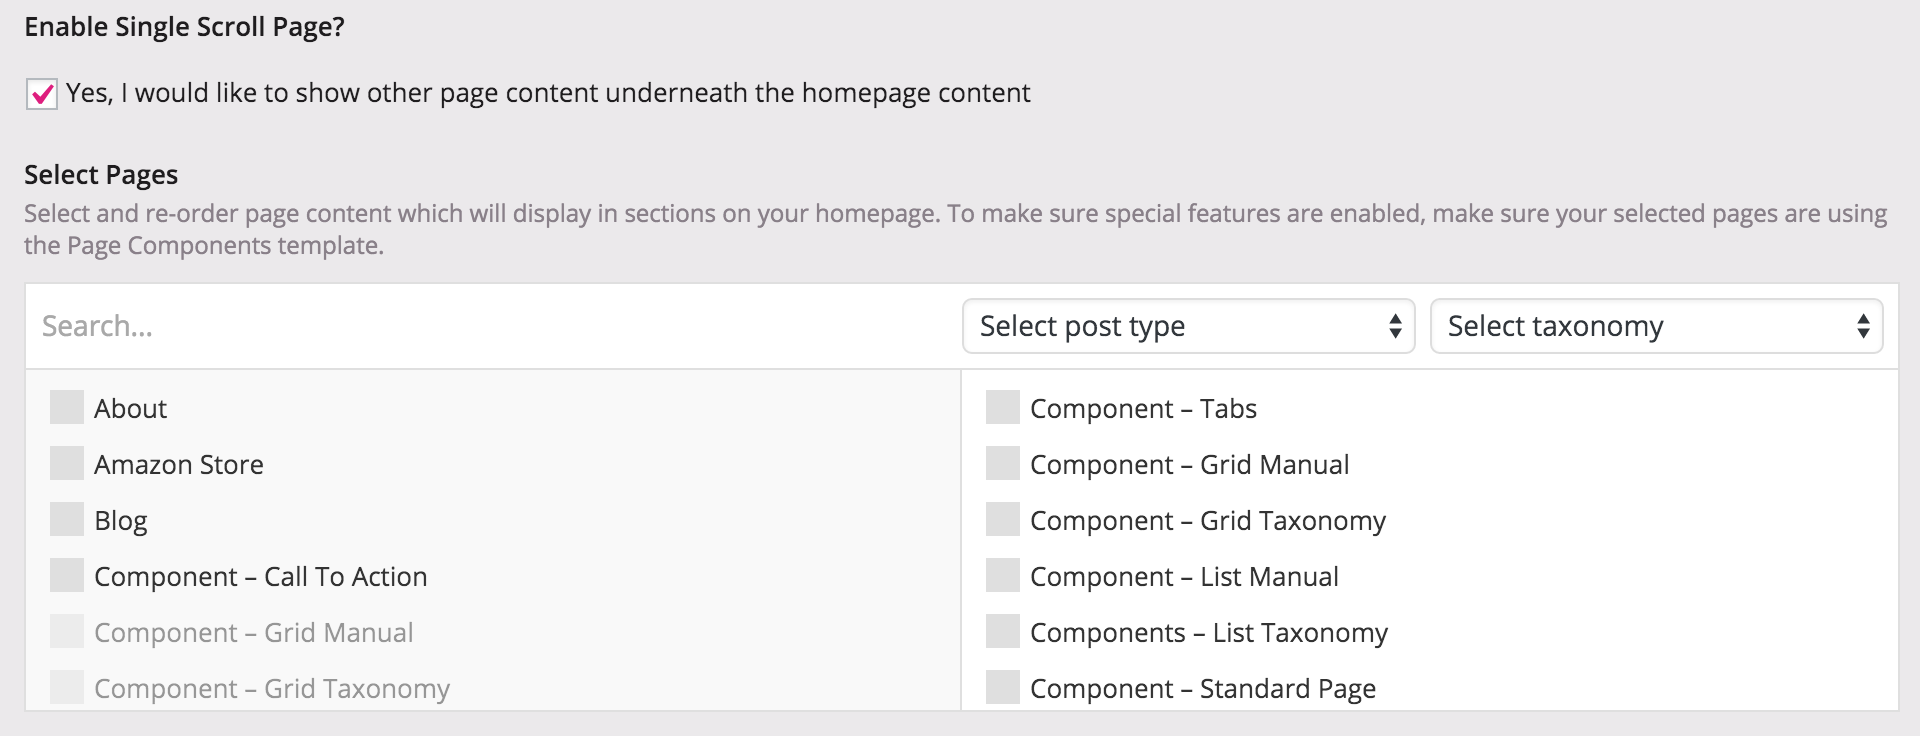 Enable Single Scroll Page?
Yes, I would like to show other page content underneath the homepage content
Select Pages
Select and re-order page content which will display in sections on your homepage. To make sure special features are enabled, make sure your selected pages are using
the Page Components template.
Search...
Select post type
Select taxonomy
About
Amazon Store
Blog
Component – Call To Action
Component – Grid Manual
Component – Grid Taxonomy
Component – Tabs
Component – Grid Manual
Component – Grid Taxonomy
Component – List Manual
Components – List Taxonomy
Component – Standard Page